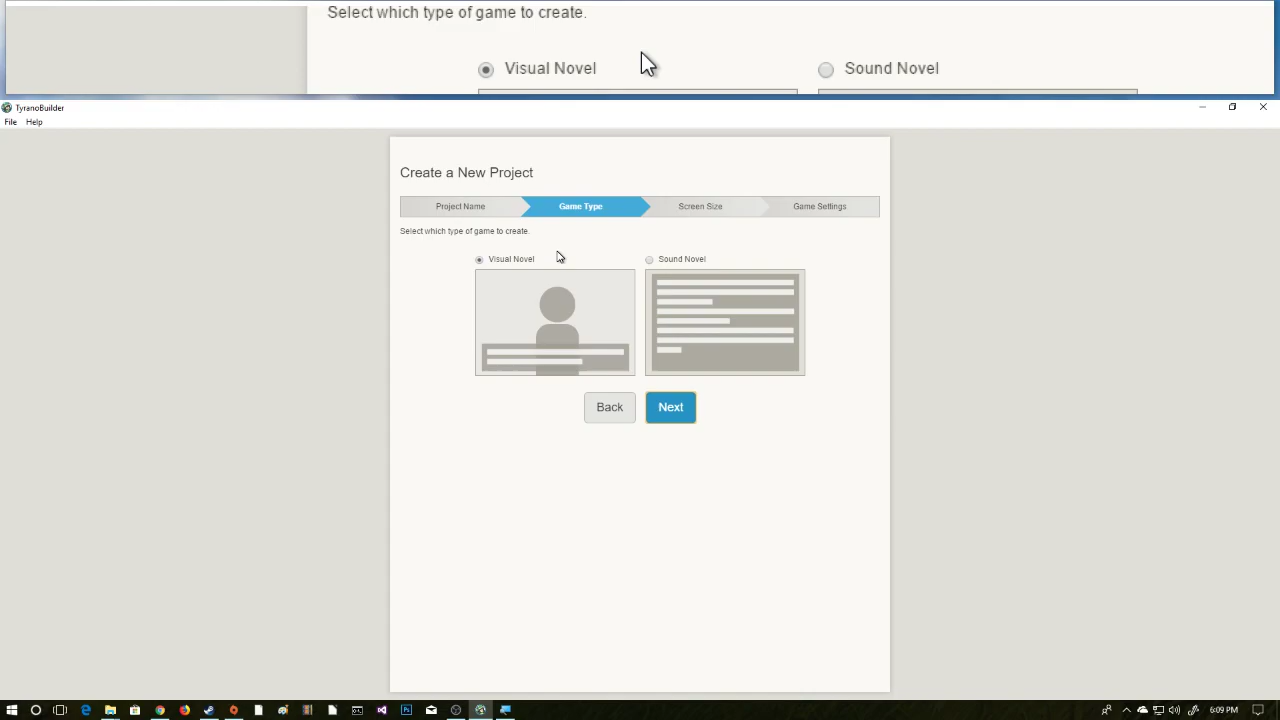 Select which type of game to create.
Visual Novel
Sound Novel
TyranoBuilder
File Help
Create a New Project
Project Name Game Type Screen Size Game Settings
Select which type of game to create.
Visual Novel
Sound Novel
Back Next
6:09 PM